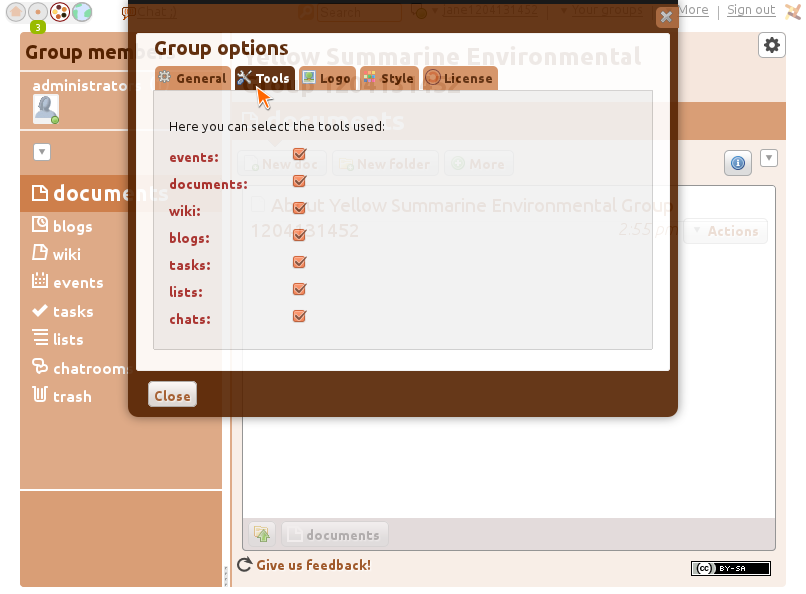 Chat ;)
Search
jane1204131452
Your groups
More
Sign out
3
Group members
administrators
Yellow Summarine Environmental
Group 1204131452
documents
blogs
wiki
events
tasks
lists
chatrooms
trash
Group options
General
Tools
Logo
Style
License
Here you can select the tools used:
events:
documents:
wiki:
blogs:
tasks:
lists:
chats:
Close
documents
New doc
New folder
More
About Yellow Summarine Environmental Group
1204131452
2:55 pm
Actions
documents
Give us feedback!
(cc) BY-SA